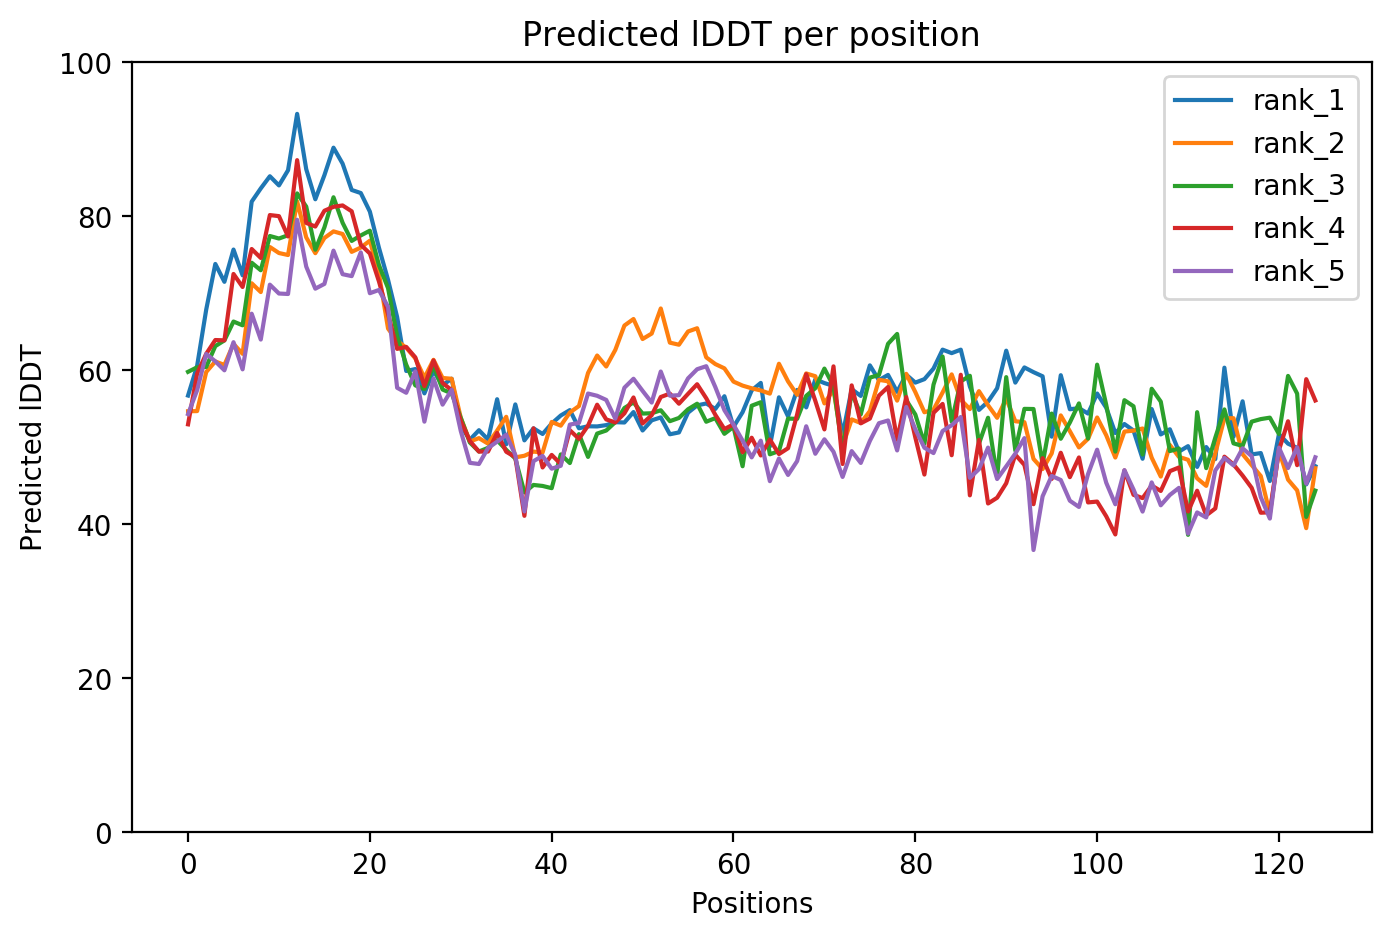 Predicted lDDT per position
100
80
60
40
20
0
Predicted lDDT
0 20 40 60 80 100 120
Positions
rank_1
rank_2
rank_3
rank_4
rank_5